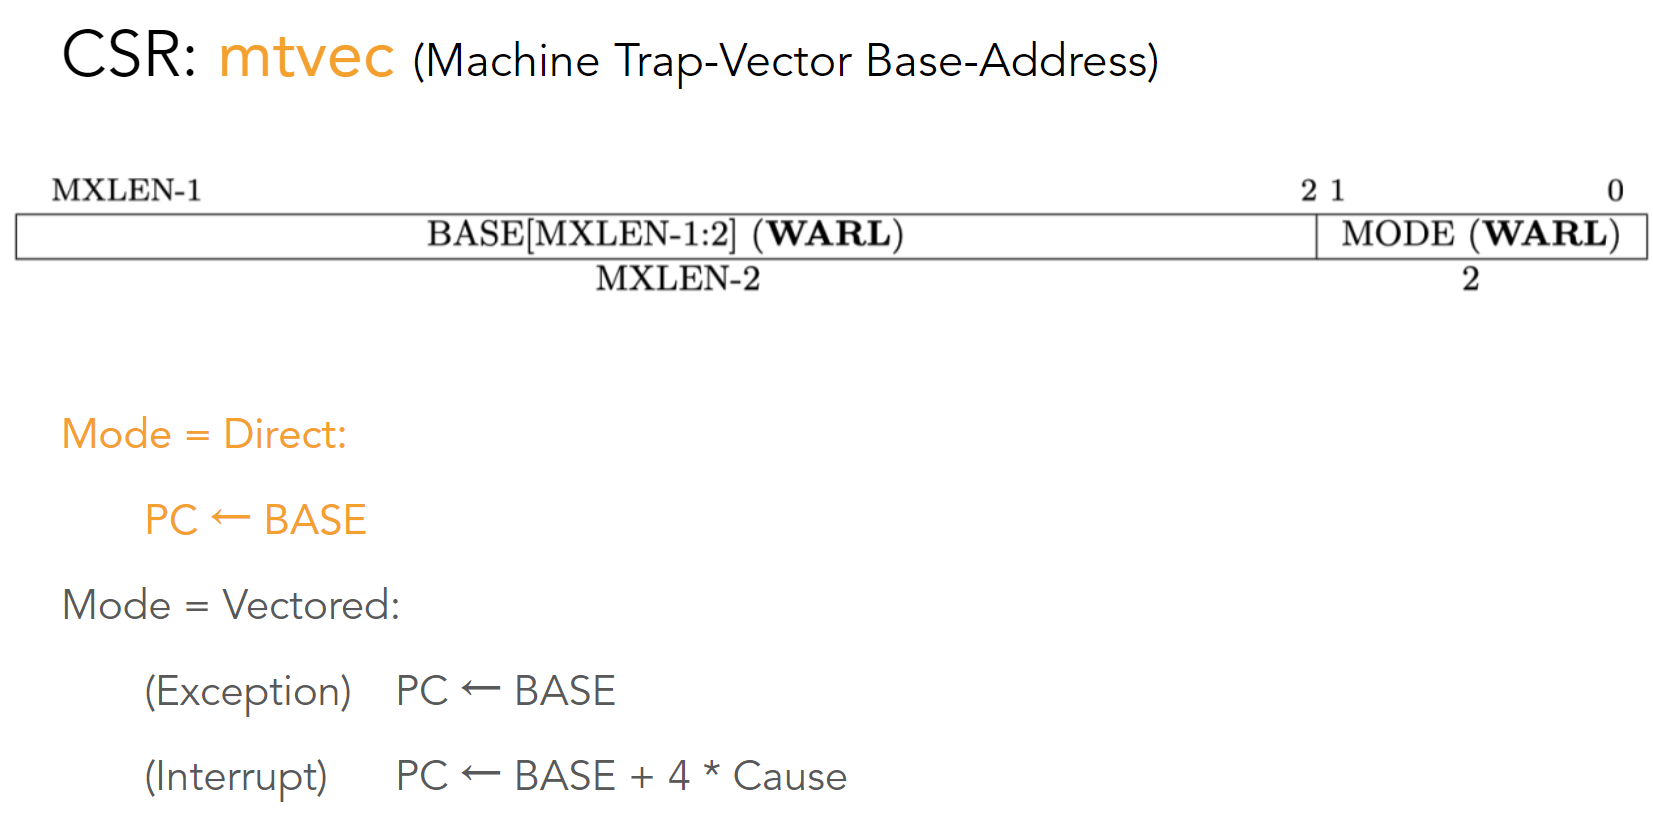 CSR: mtvec (Machine Trap-Vector Base-Address)
MXLEN-1 2 1 0
BASE[MXLEN-1:2] (WARL) MODE (WARL)
MXLEN-2 2
Mode = Direct:
PC ← BASE
Mode = Vectored:
(Exception) PC ← BASE
(Interrupt) PC ← BASE + 4 * Cause